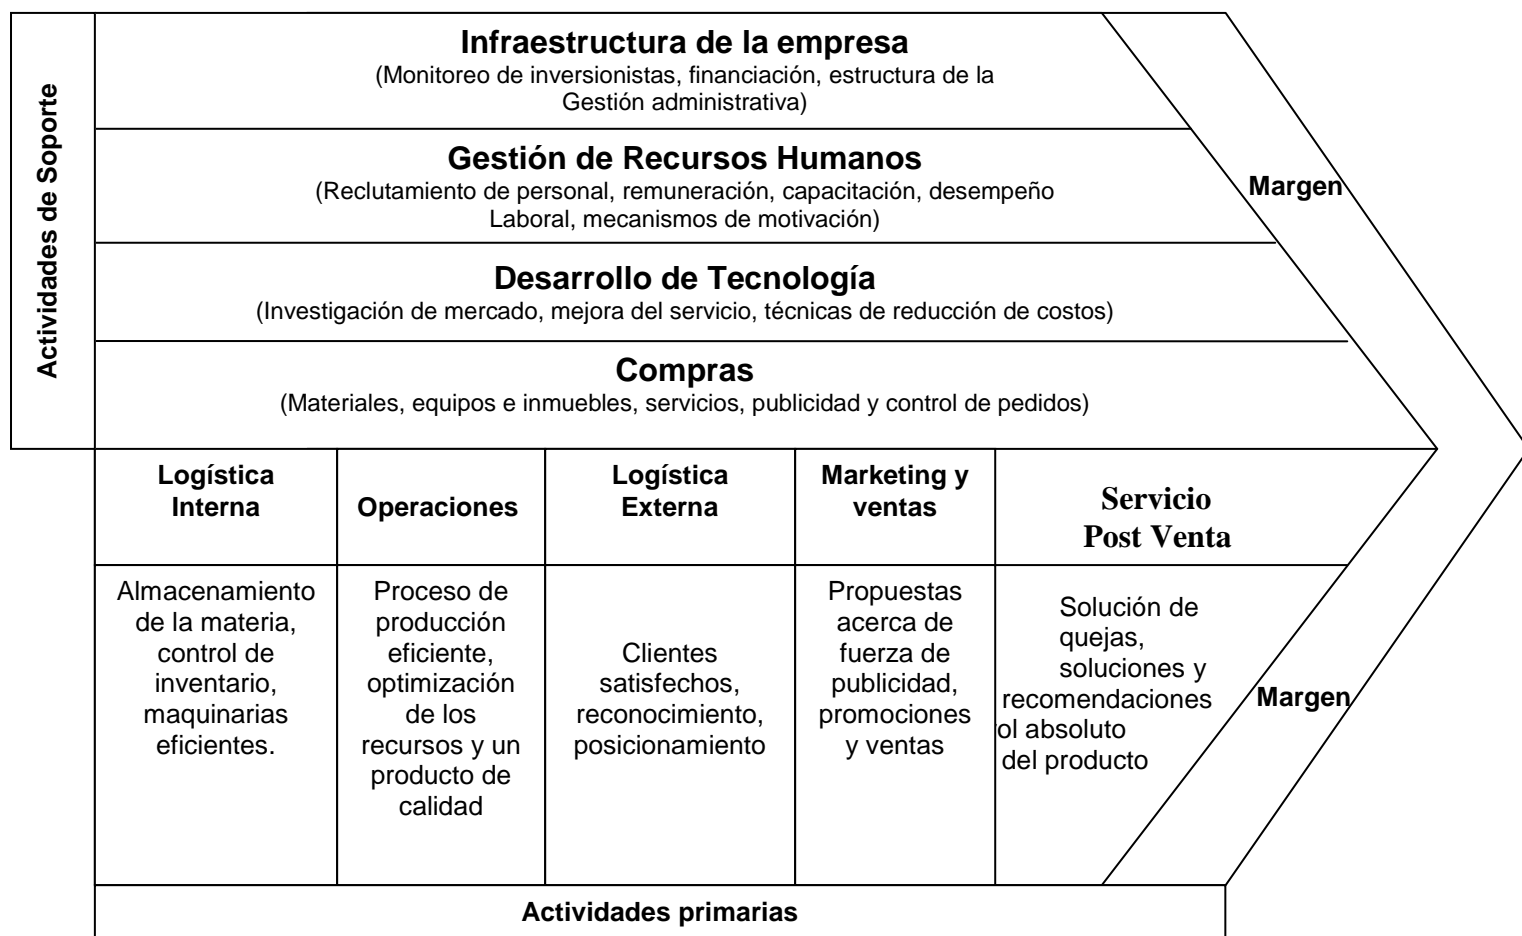 Actividades de Soporte
Infraestructura de la empresa
(Monitoreo de inversionistas, financiación, estructura de la
Gestión administrativa)
Gestión de Recursos Humanos
(Reclutamiento de personal, remuneración, capacitación, desempeño
Laboral, mecanismos de motivación)
Desarrollo de Tecnología
(Investigación de mercado, mejora del servicio, técnicas de reducción de costos)
Compras
(Materiales, equipos e inmuebles, servicios, publicidad y control de pedidos)
Margen
Logística
Interna
Operaciones
Logística
Externa
Marketing y
ventas
Servicio
Post Venta
Almacenamiento
de la materia,
control de
inventario,
maquinarias
eficientes.
Proceso de
producción
eficiente,
optimización
de los
recursos y un
producto de
calidad
Clientes
satisfechos,
reconocimiento,
posicionamiento
Propuestas
acerca de
fuerza de
publicidad,
promociones
y ventas
Solución de
quejas,
soluciones y
recomendaciones
ol absoluto
del producto
Margen
Actividades primarias